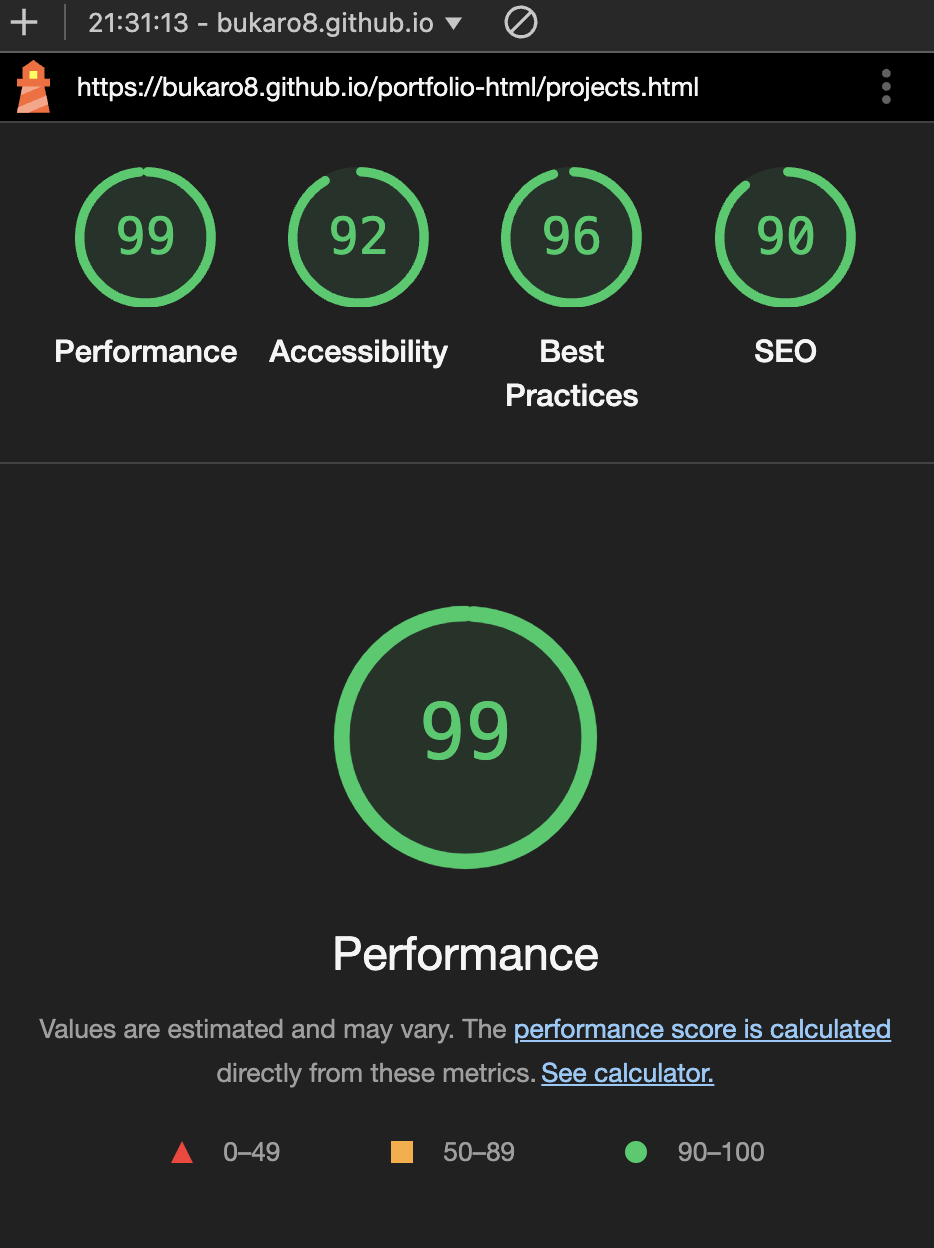 21:31:13 - bukaro8.github.io
https://bukaro8.github.io/portfolio-html/projects.html
99 92 96 90
Performance Accessibility Best Practices SEO
99
Performance
Values are estimated and may vary. The performance score is calculated
directly from these metrics. See calculator.
0–49 50–89 90–100